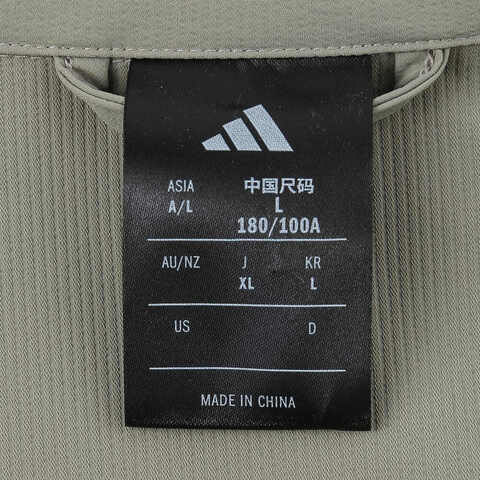 ASIA 中国尺码
A/L L
180/100A
AU/NZ J KR
XL L
US D
MADE IN CHINA